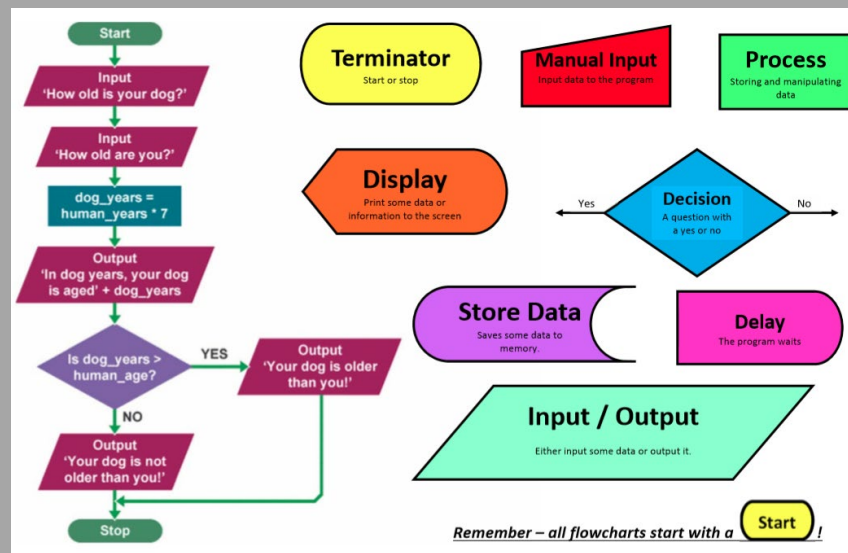 Start
Input
‘How old is your dog?’
Input
‘How old are you?’
dog_years =
human_years * 7
Output
‘In dog years, your dog
is aged’ + dog_years
Is dog_years >
human_age?
YES
Output
‘Your dog is older
than you!’
NO
Output
‘Your dog is not
older than you!’
Stop
Terminator
Start or stop
Manual Input
Input data to the program
Process
Storing and manipulating
data
Display
Print some data or
information to the screen
Yes
Decision
A question with
a yes or no
No
Store Data
Saves some data to
memory.
Delay
The program waits
Input / Output
Either input some data or output it.
Remember – all flowcharts start with a Start !